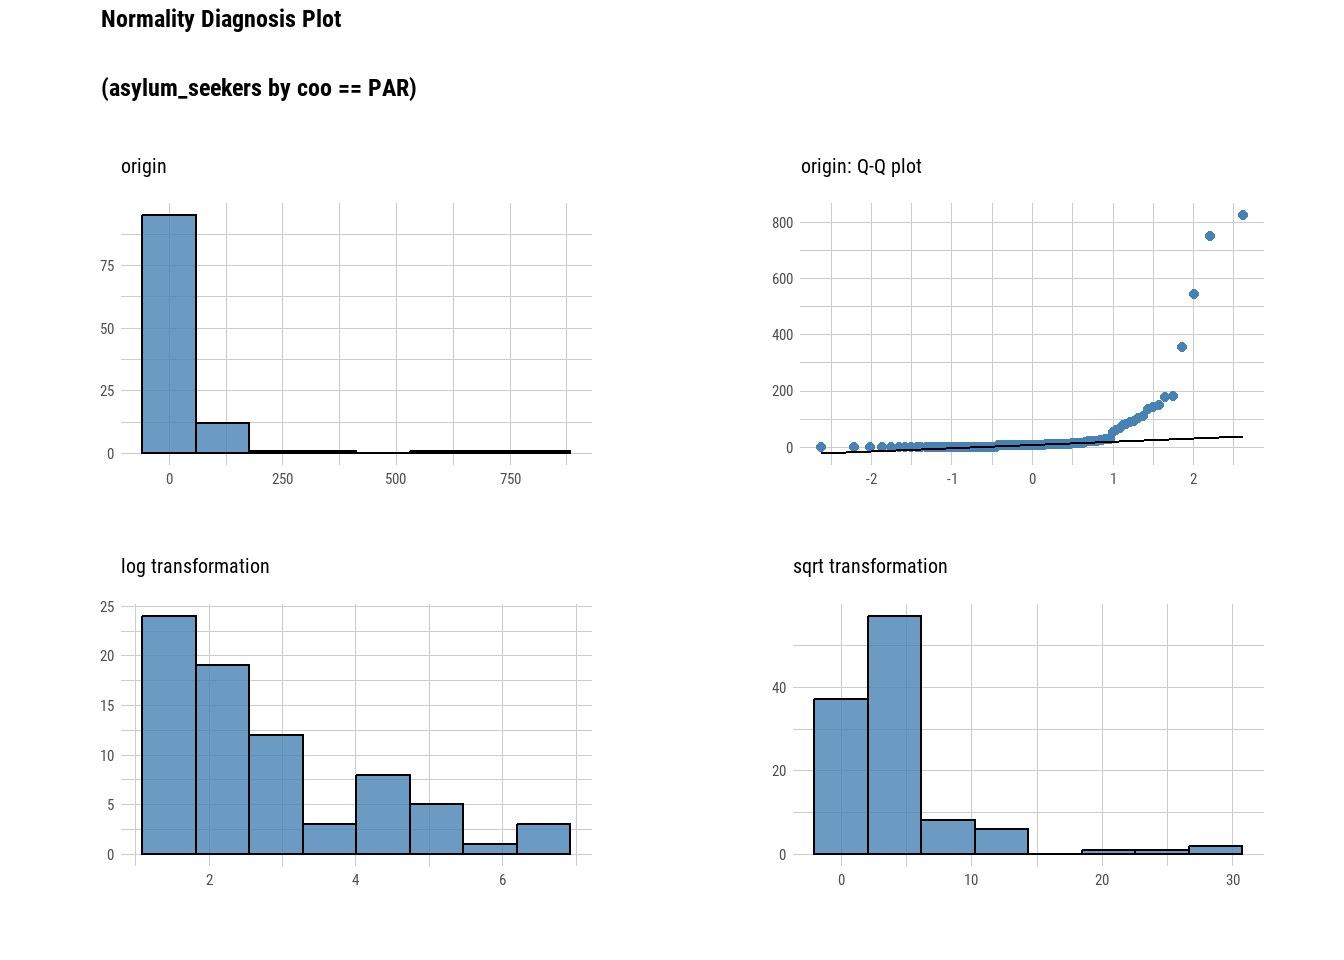 Normality Diagnosis Plot
(asylum_seekers by coo == PAR)
origin
75
50
25
0
0 250 500 750
origin: Q-Q plot
800
600
400
200
0
-2 -1 0 1 2
log transformation
25
20
15
10
5
0
2 4 6
sqrt transformation
40
20
0
0 10 20 30